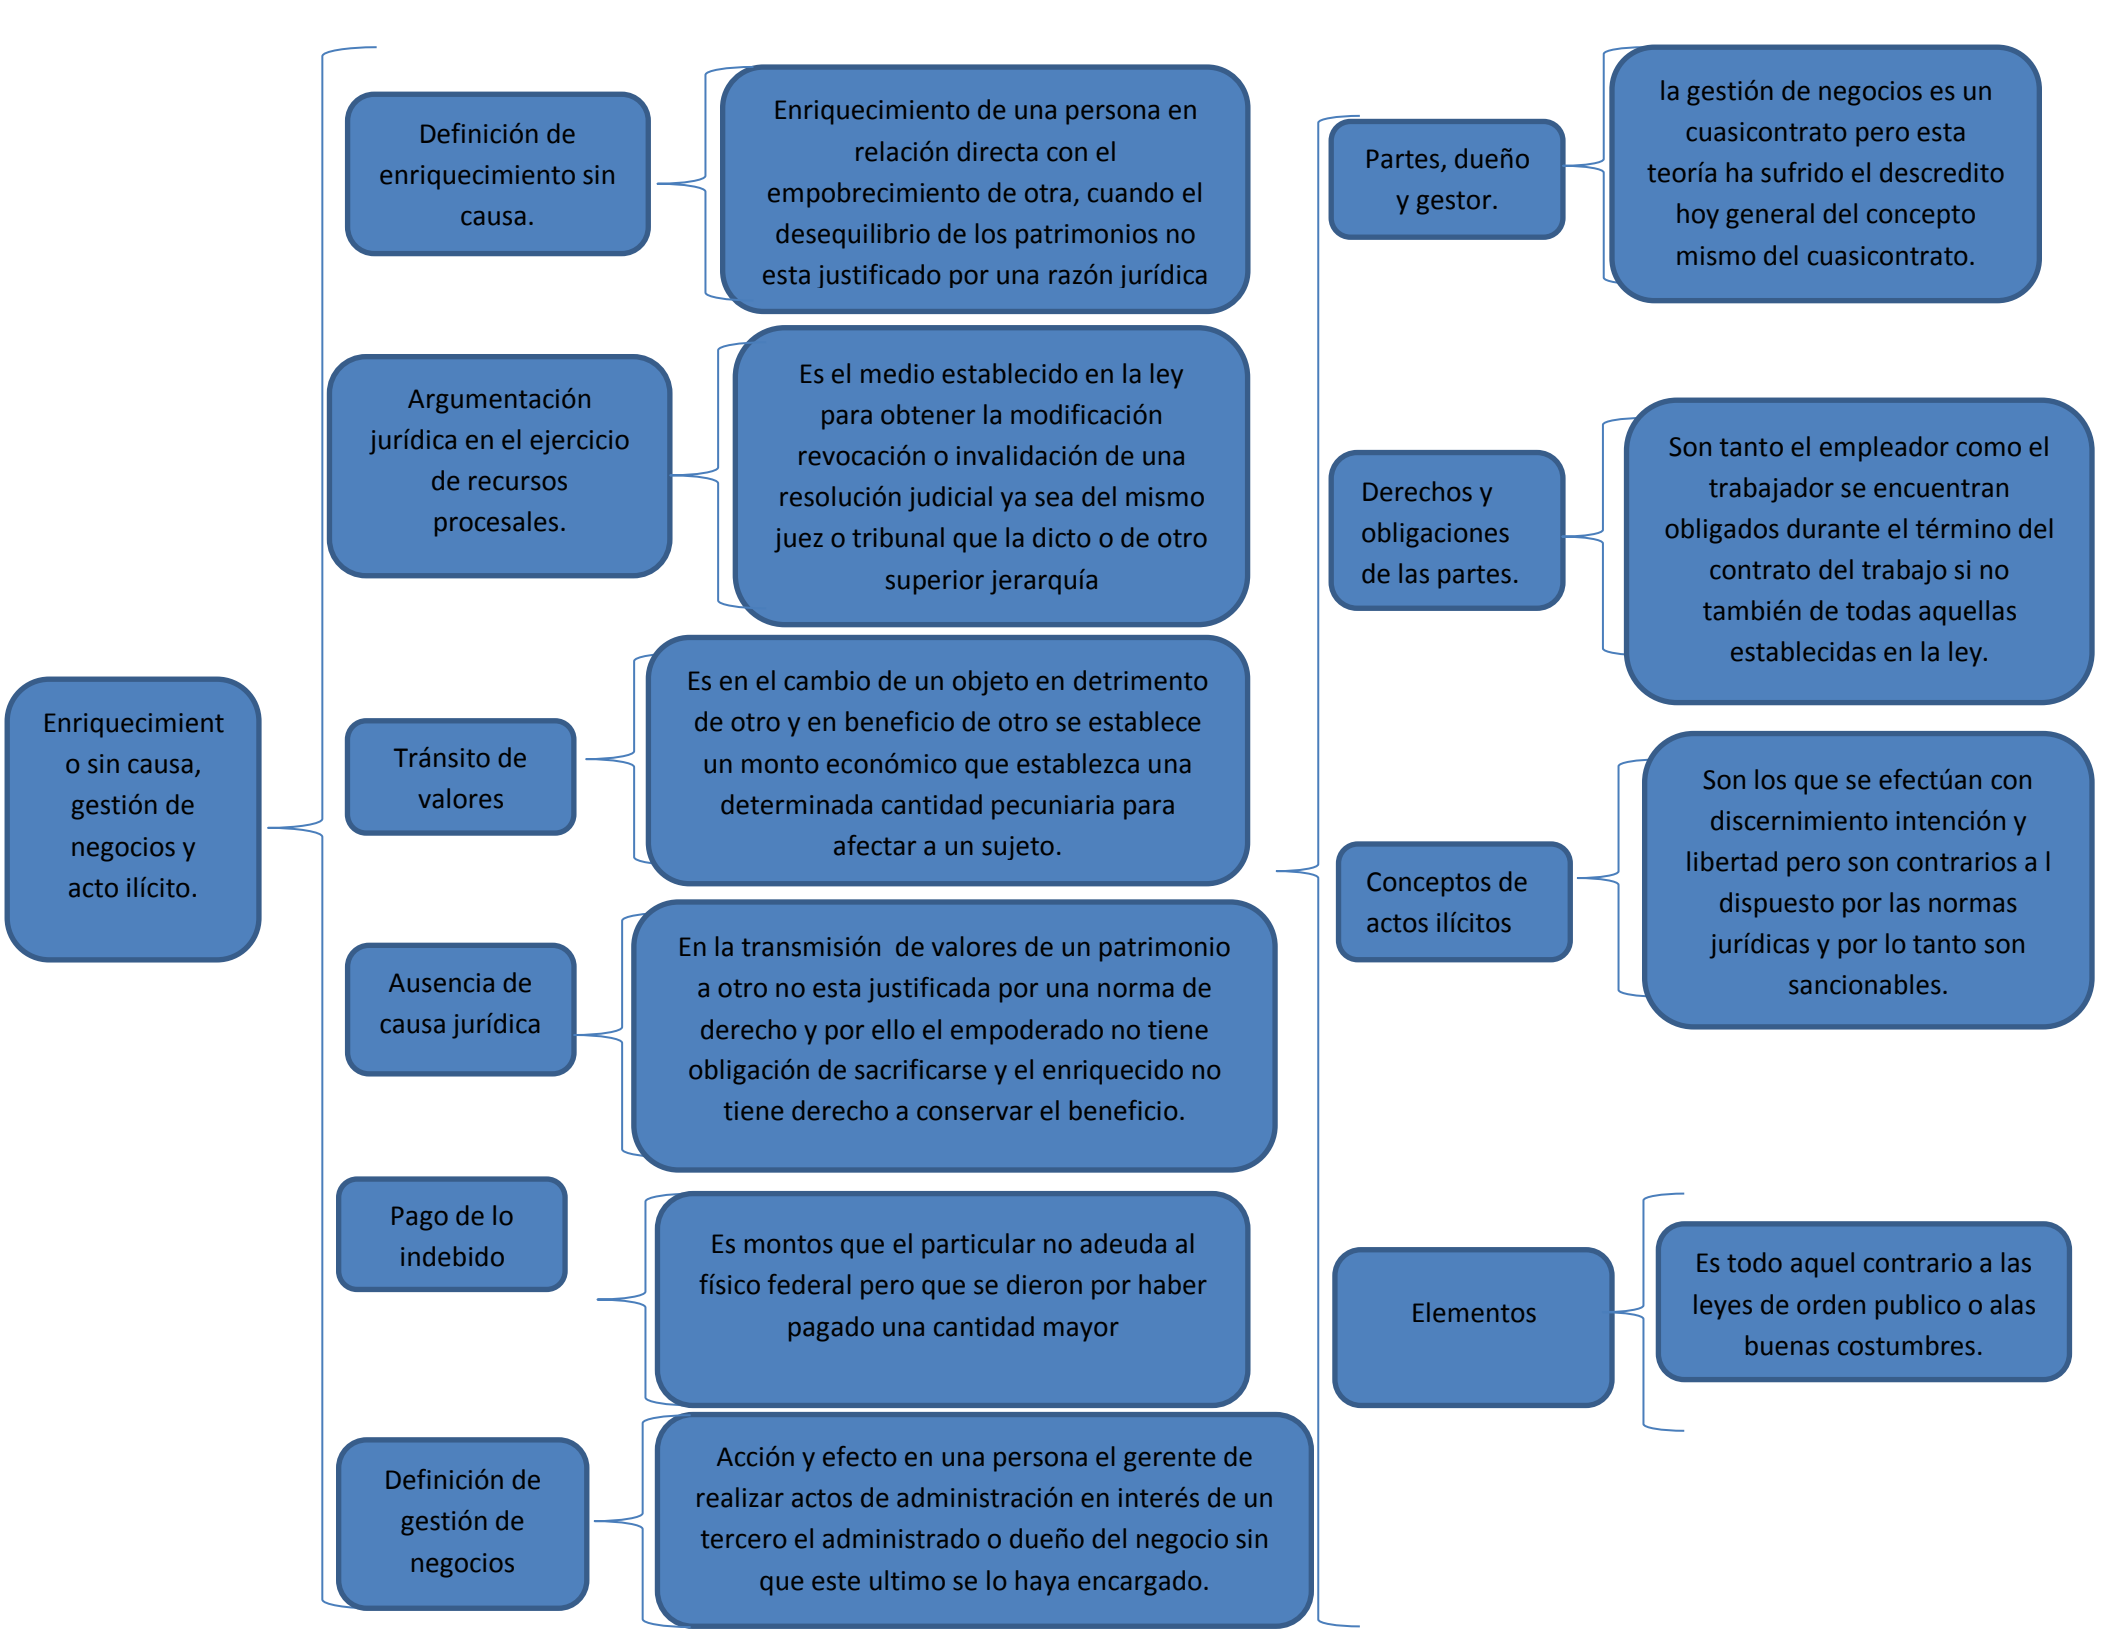 Enriquecimient
o sin causa,
gestión de
negocios y
acto ilícito.
Definición de
enriquecimiento sin
causa.
Enriquecimiento de una persona en
relación directa con el
empobrecimiento de otra, cuando el
desequilibrio de los patrimonios no
esta justificado por una razón jurídica
Argumentación
jurídica en el ejercicio
de recursos
procesales.
Es el medio establecido en la ley
para obtener la modificación
revocación o invalidación de una
resolución judicial ya sea del mismo
juez o tribunal que la dicto o de otro
superior jerarquía
Tránsito de
valores
Es en el cambio de un objeto en detrimento
de otro y en beneficio de otro se establece
un monto económico que establezca una
determinada cantidad pecuniaria para
afectar a un sujeto.
Ausencia de
causa jurídica
En la transmisión  de valores de un patrimonio
a otro no esta justificada por una norma de
derecho y por ello el empoderado no tiene
obligación de sacrificarse y el enriquecido no
tiene derecho a conservar el beneficio.
Pago de lo
indebido
Es montos que el particular no adeuda al
físico federal pero que se dieron por haber
pagado una cantidad mayor
Definición de
gestión de
negocios
Acción y efecto en una persona el gerente de
realizar actos de administración en interés de un
tercero el administrado o dueño del negocio sin
que este ultimo se lo haya encargado.
Partes, dueño
y gestor.
la gestión de negocios es un
cuasicontrato pero esta
teoría ha sufrido el descredito
hoy general del concepto
mismo del cuasicontrato.
Derechos y
obligaciones
de las partes.
Son tanto el empleador como el
trabajador se encuentran
obligados durante el término del
contrato del trabajo si no
también de todas aquellas
establecidas en la ley.
Conceptos de
actos ilícitos
Son los que se efectúan con
discernimiento intención y
libertad pero son contrarios a l
dispuesto por las normas
jurídicas y por lo tanto son
sancionables.
Elementos
Es todo aquel contrario a las
leyes de orden publico o alas
buenas costumbres.